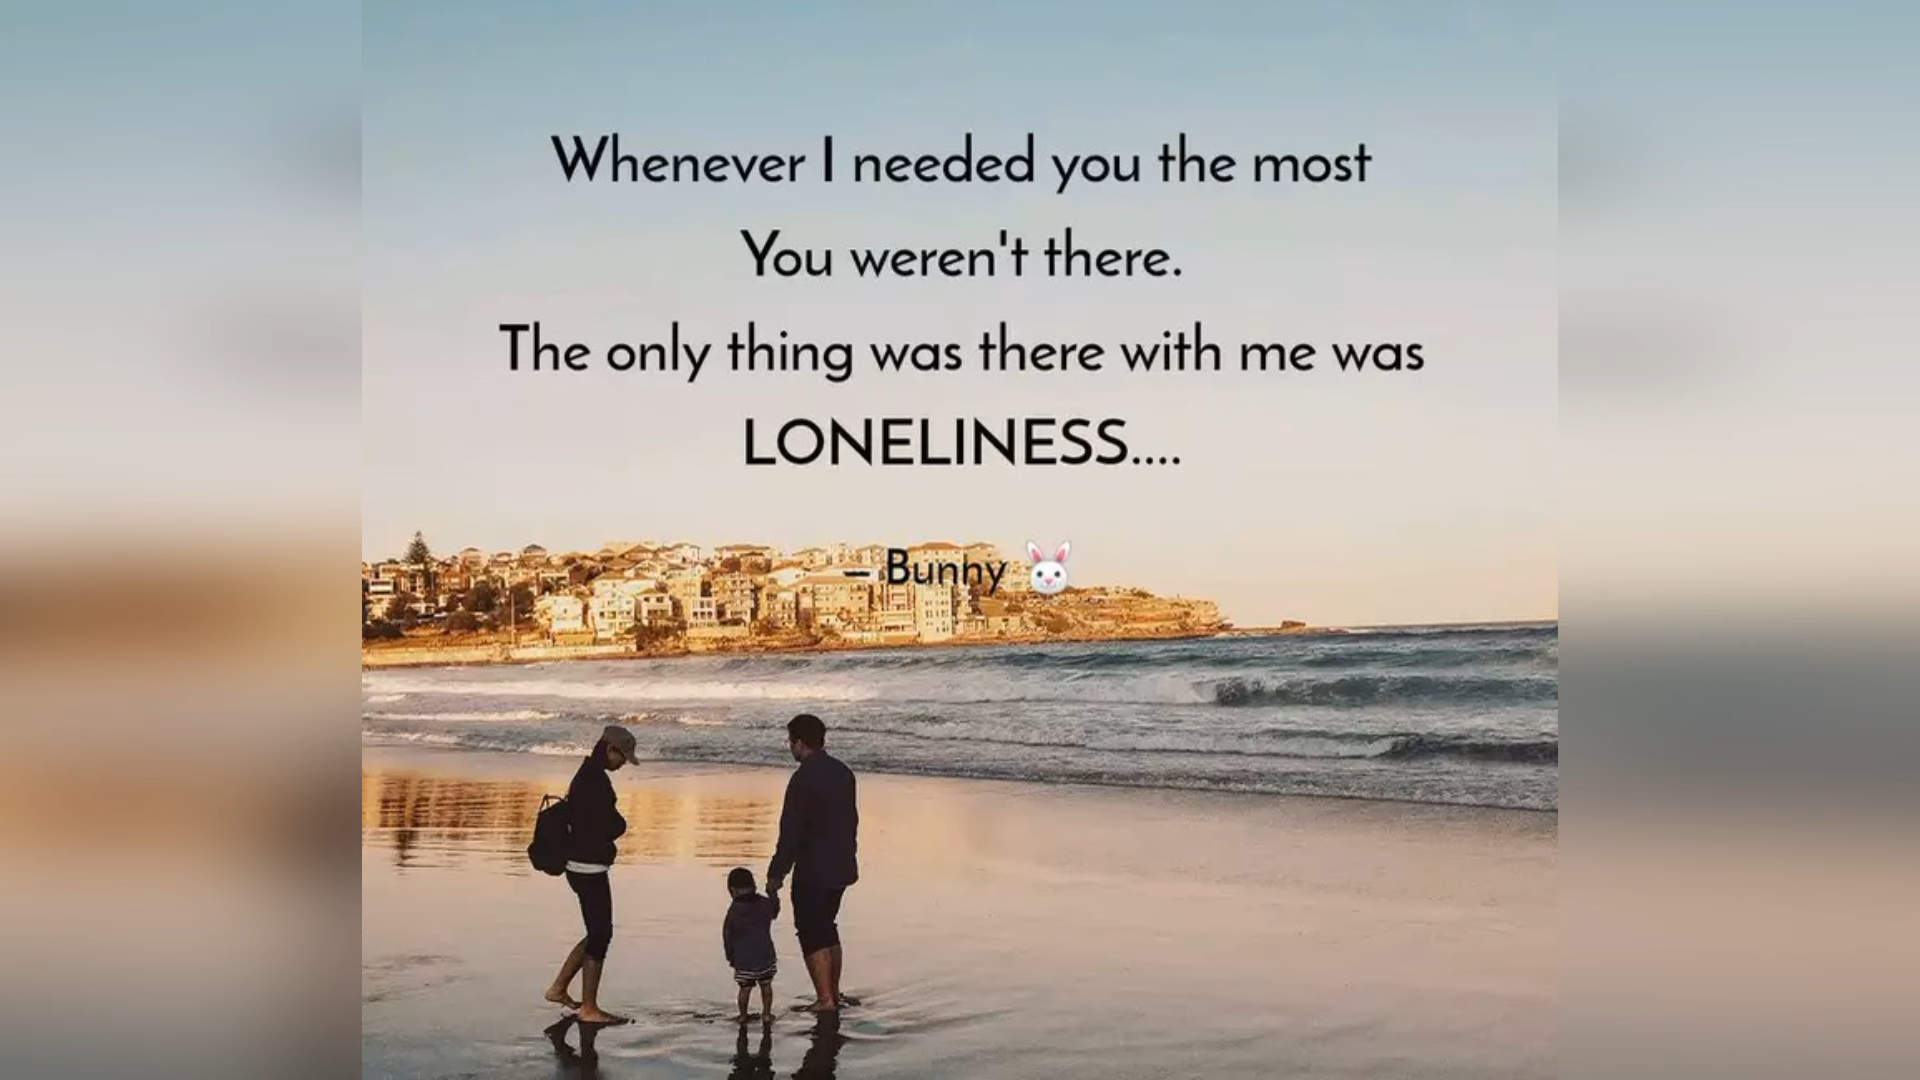 Whenever I needed you the most
You weren't there.
The only thing was there with me was
LONELINESS....
– Bunny 🐰